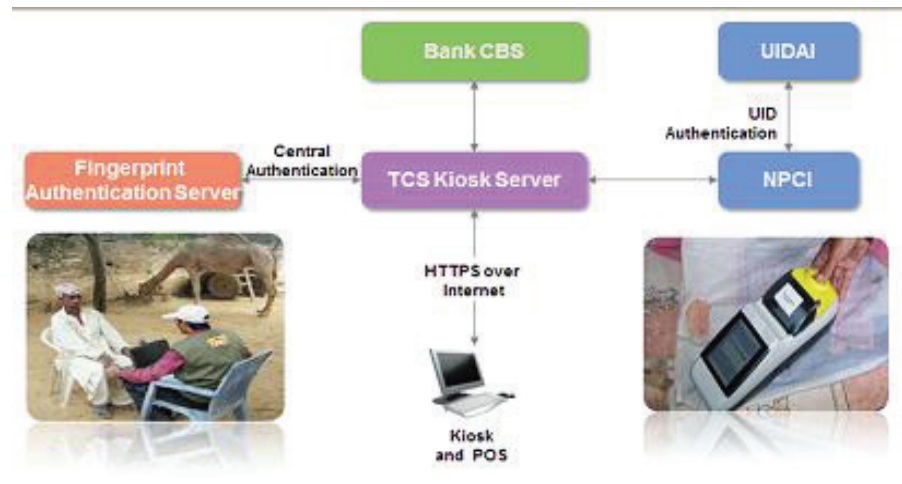 Bank CBS
UIDAI
UID
Authentication
Central
Authentication
Fingerprint
Authentication Server
TCS Kiosk Server
NPCI
HTTPS over
Internet
Kiosk
and POS